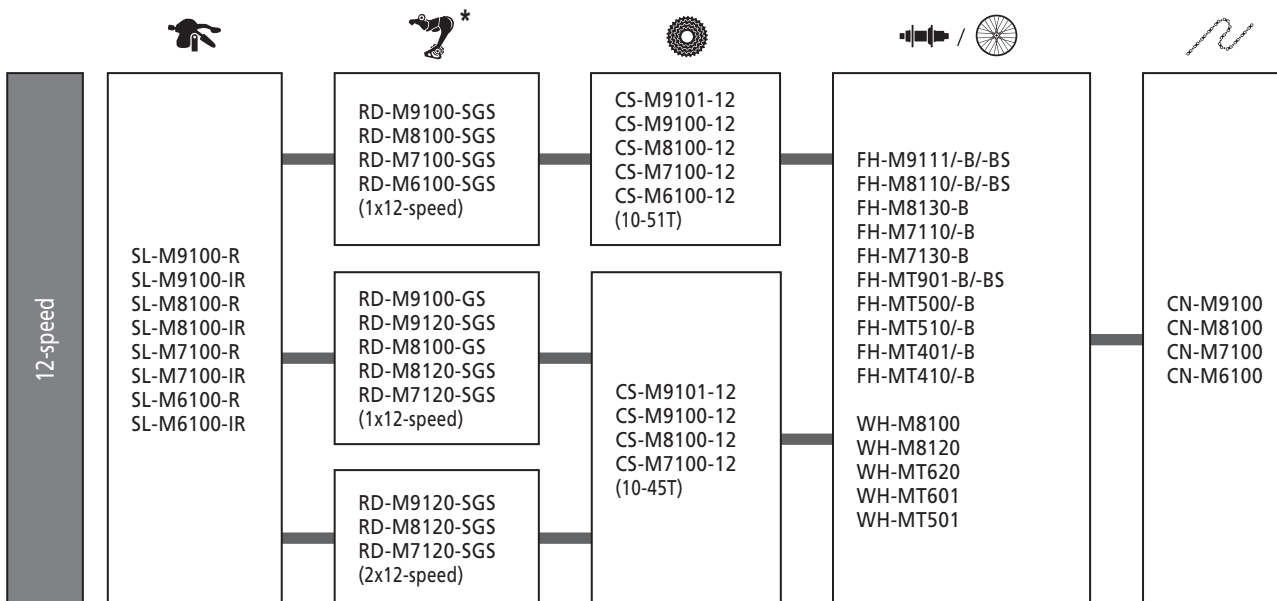 *
/
12-speed
SL-M9100-R
SL-M9100-IR
SL-M8100-R
SL-M8100-IR
SL-M7100-R
SL-M7100-IR
SL-M6100-R
SL-M6100-IR
RD-M9100-SGS
RD-M8100-SGS
RD-M7100-SGS
RD-M6100-SGS
(1x12-speed)
RD-M9100-GS
RD-M9120-SGS
RD-M8100-GS
RD-M8120-SGS
RD-M7120-SGS
(1x12-speed)
RD-M9120-SGS
RD-M8120-SGS
RD-M7120-SGS
(2x12-speed)
CS-M9101-12
CS-M9100-12
CS-M8100-12
CS-M7100-12
CS-M6100-12
(10-51T)
CS-M9101-12
CS-M9100-12
CS-M8100-12
CS-M7100-12
(10-45T)
FH-M9111/-B/-BS
FH-M8110/-B/-BS
FH-M8130-B
FH-M7110/-B
FH-M7130-B
FH-MT901-B/-BS
FH-MT500/-B
FH-MT510/-B
FH-MT401/-B
FH-MT410/-B
WH-M8100
WH-M8120
WH-MT620
WH-MT601
WH-MT501
CN-M9100
CN-M8100
CN-M7100
CN-M6100